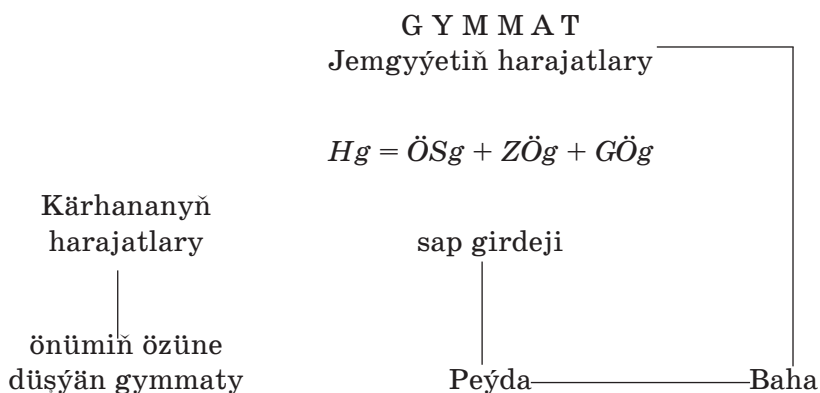 G Y M M A T
Jemgyýetiň harajatlary
Hg = ÖSg + ZÖg + GÖg
Kärhananyň
harajatlary
sap girdeji
önümiň özüne
düşýän gymmaty
Peýda
Baha